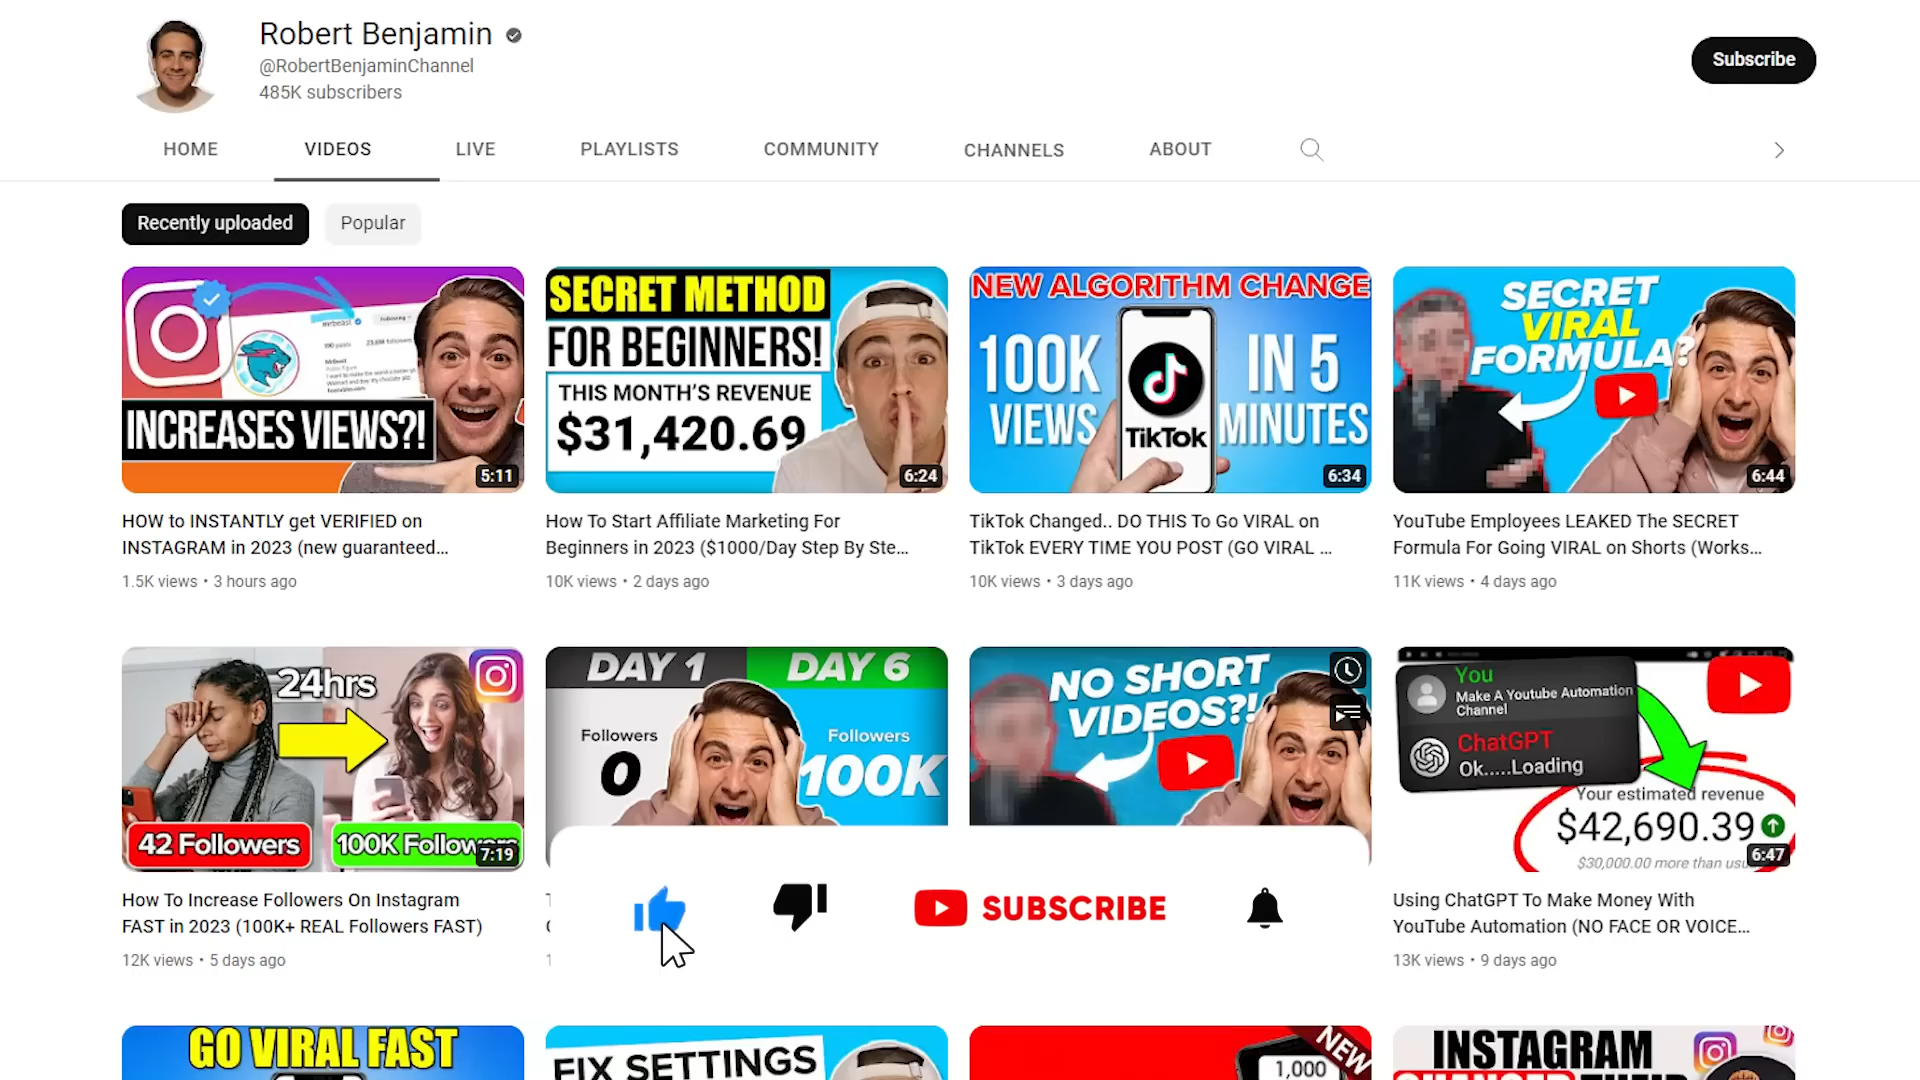 Robert Benjamin
@RobertBenjaminChannel
485K subscribers
Subscribe
HOME
VIDEOS
LIVE
PLAYLISTS
COMMUNITY
CHANNELS
ABOUT
Recently uploaded
Popular
mrbeast
Following
INCREASES VIEWS?!
5:11
SECRET METHOD
FOR BEGINNERS!
THIS MONTH'S REVENUE
$31,420.69
6:24
NEW ALGORITHM CHANGE
100K
VIEWS
TikTok
IN 5
MINUTES
6:34
SECRET
VIRAL
FORMULA?
6:44
HOW to INSTANTLY get VERIFIED on
INSTAGRAM in 2023 (new guaranteed...
1.5K views • 3 hours ago
How To Start Affiliate Marketing For
Beginners in 2023 ($1000/Day Step By Ste...
10K views • 2 days ago
TikTok Changed.. DO THIS To Go VIRAL on
TikTok EVERY TIME YOU POST (GO VIRAL ...
10K views • 3 days ago
YouTube Employees LEAKED The SECRET
Formula For Going VIRAL on Shorts (Works...
11K views • 4 days ago
24hrs
42 Followers
100K Follow
7:19
DAY 1
DAY 6
Followers
0
Followers
100K
NO SHORT
VIDEOS?!
You
Make A Youtube Automation
Channel
ChatGPT
Ok.....Loading
Your estimated revenue
$42,690.39
$30,000.00 more than usu
6:47
How To Increase Followers On Instagram
FAST in 2023 (100K+ REAL Followers FAST)
12K views • 5 days ago
SUBSCRIBE
Using ChatGPT To Make Money With
YouTube Automation (NO FACE OR VOICE...
13K views • 9 days ago
GO VIRAL FAST
FIX SETTINGS
1,000
NEW
INSTAGRAM